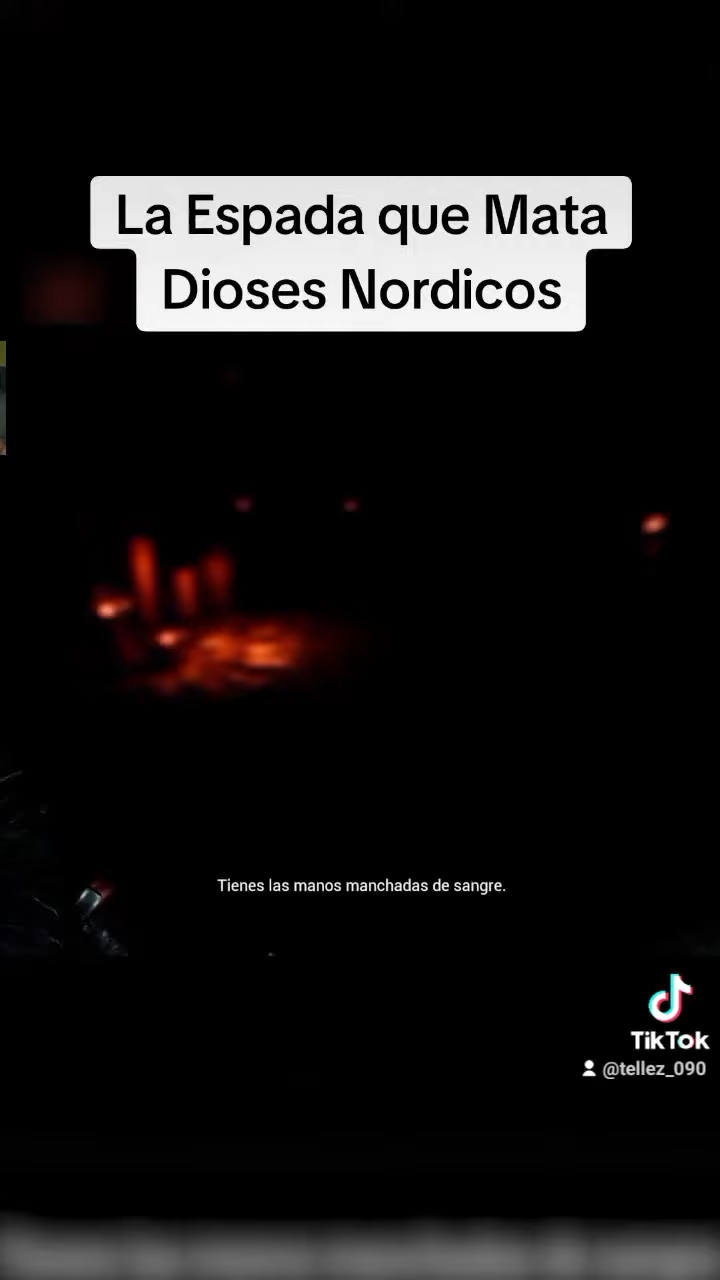 La Espada que Mata
Dioses Nordicos
Tienes las manos manchadas de sangre.
TikTok
@tellez_090